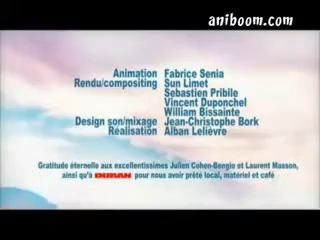 aniboom.com
Animation Fabrice Senia
Rendu/compositing Sun Limet
Sebastien Pribile
Vincent Duponchel
William Bissainte
Design son/mixage Jean-Christophe Bork
Réalisation Alban Lelièvre
Gratitude éternelle aux excellentissimes Julien Cohen-Bengio et Laurent Masson,
ainsi qu'à DURAN pour nous avoir prété local, matériel et café